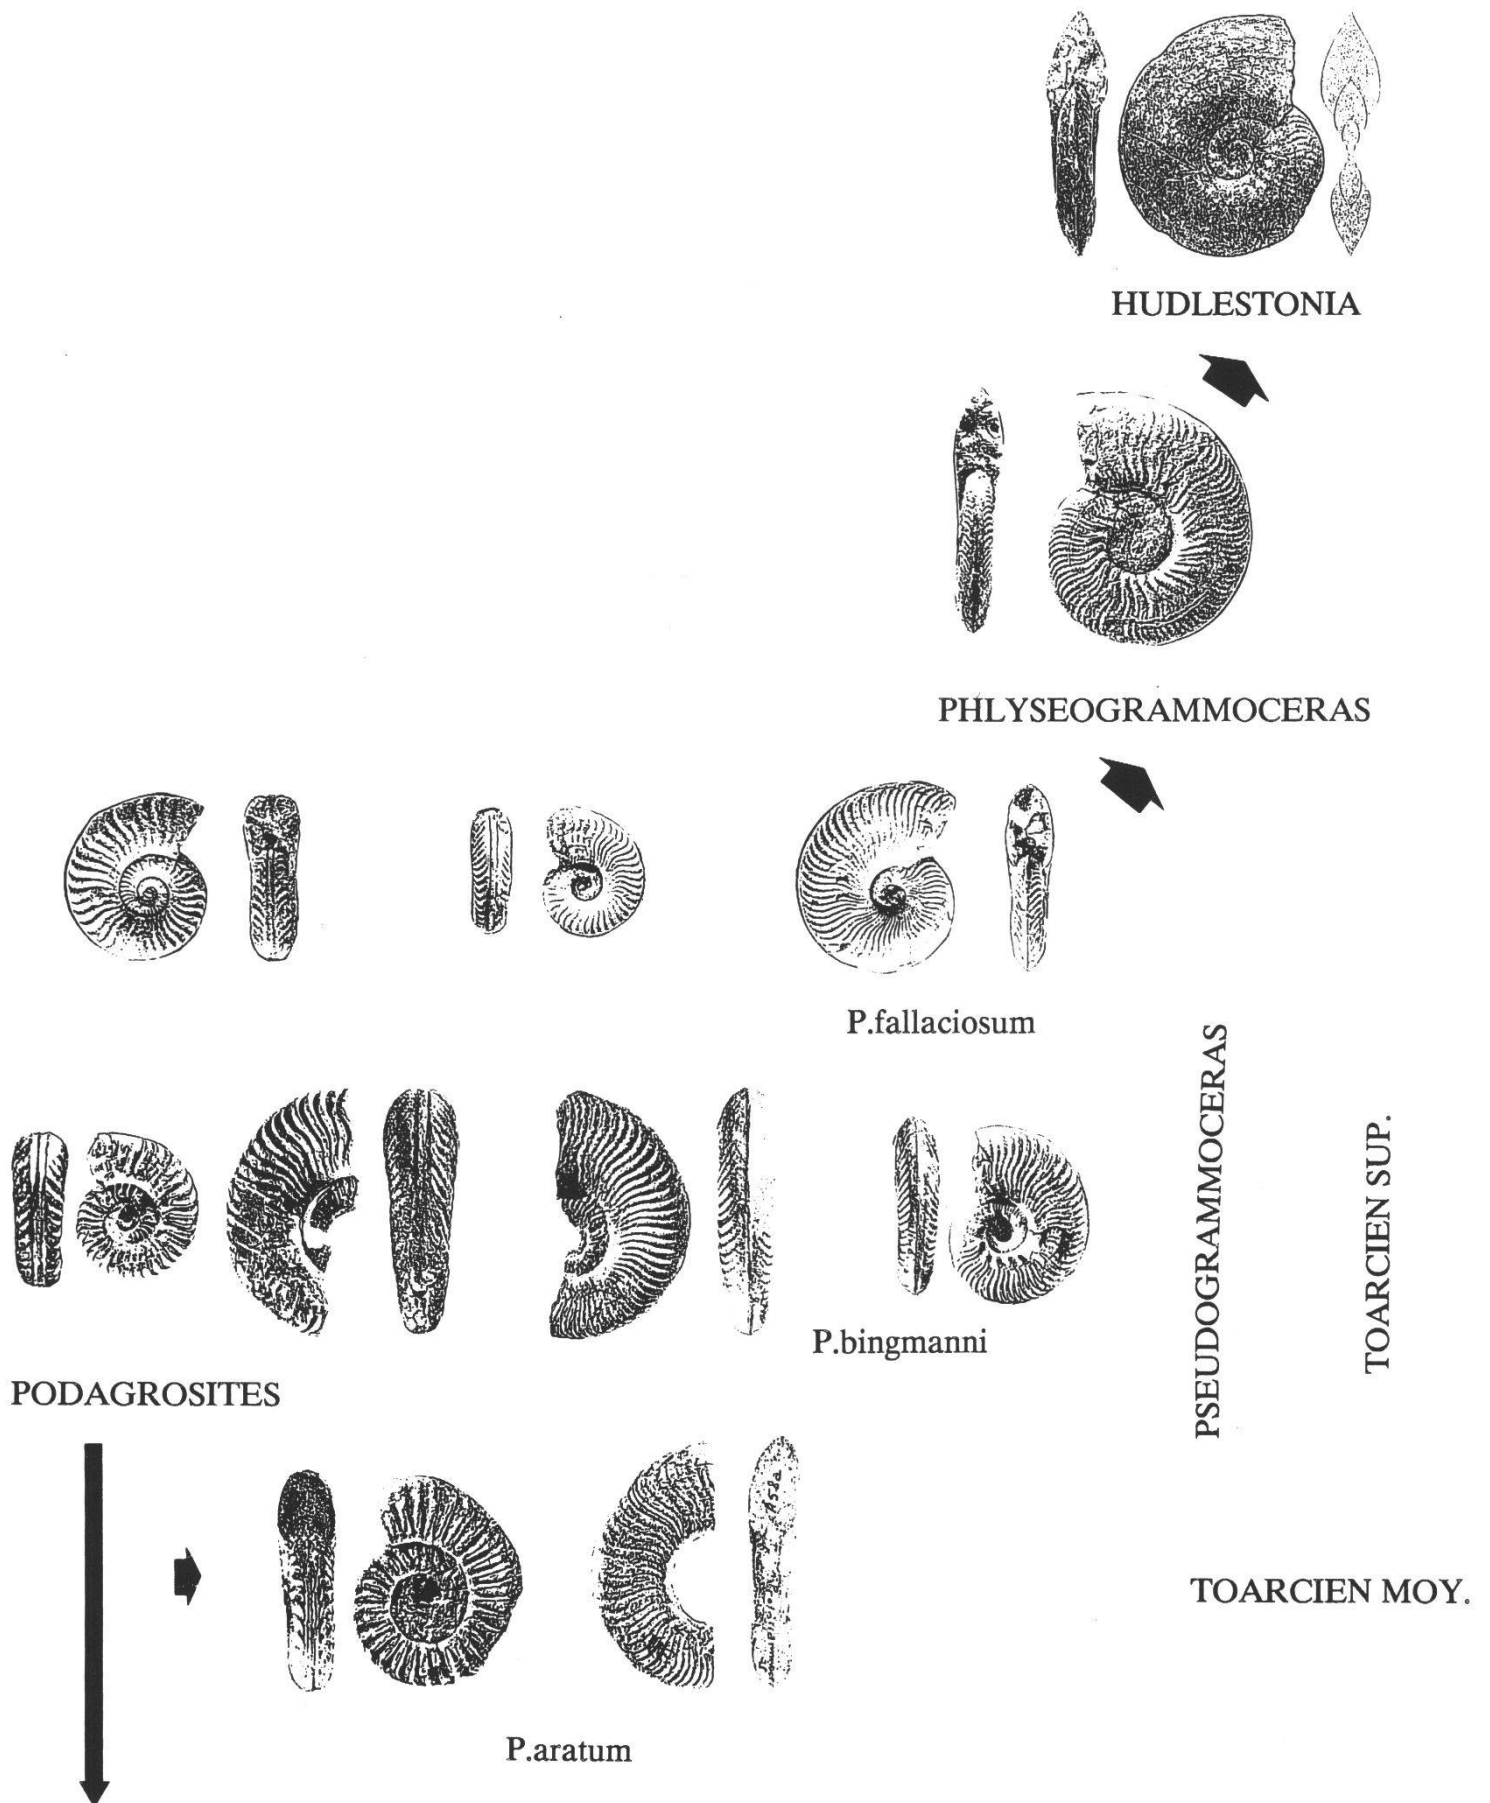 HUDLESTONIA
PHLYSEOGRAMMOCERAS
P.fallaciosum
PSEUDOGRAMMOCERAS
TOARCIEN SUP.
P.bingmanni
PODAGROSITES
TOARCIEN MOY.
P.aratum